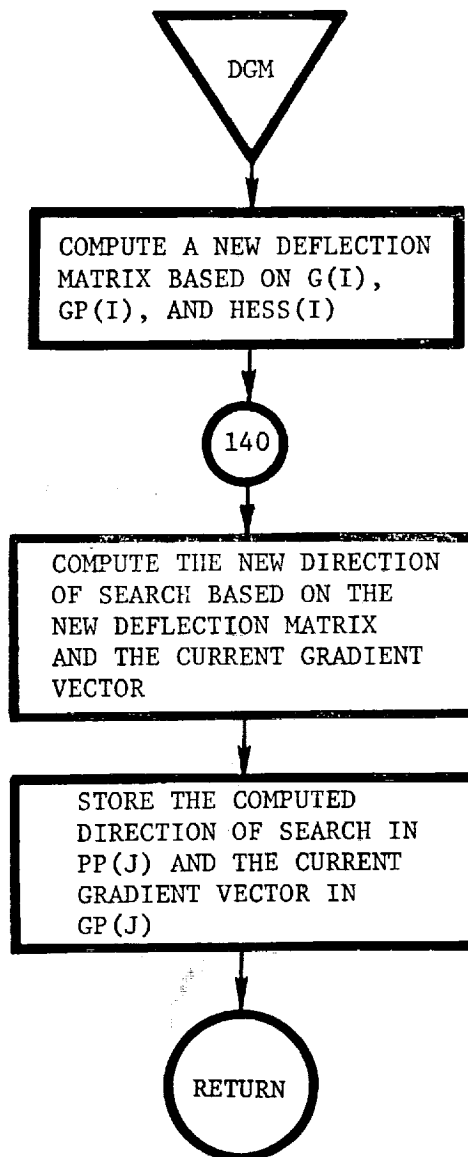 DGM
COMPUTE A NEW DEFLECTION
MATRIX BASED ON G(I),
GP(I), AND HESS(I)
140
COMPUTE THE NEW DIRECTION
OF SEARCH BASED ON THE
NEW DEFLECTION MATRIX
AND THE CURRENT GRADIENT
VECTOR
STORE THE COMPUTED
DIRECTION OF SEARCH IN
PP(J) AND THE CURRENT
GRADIENT VECTOR IN
GP(J)
RETURN